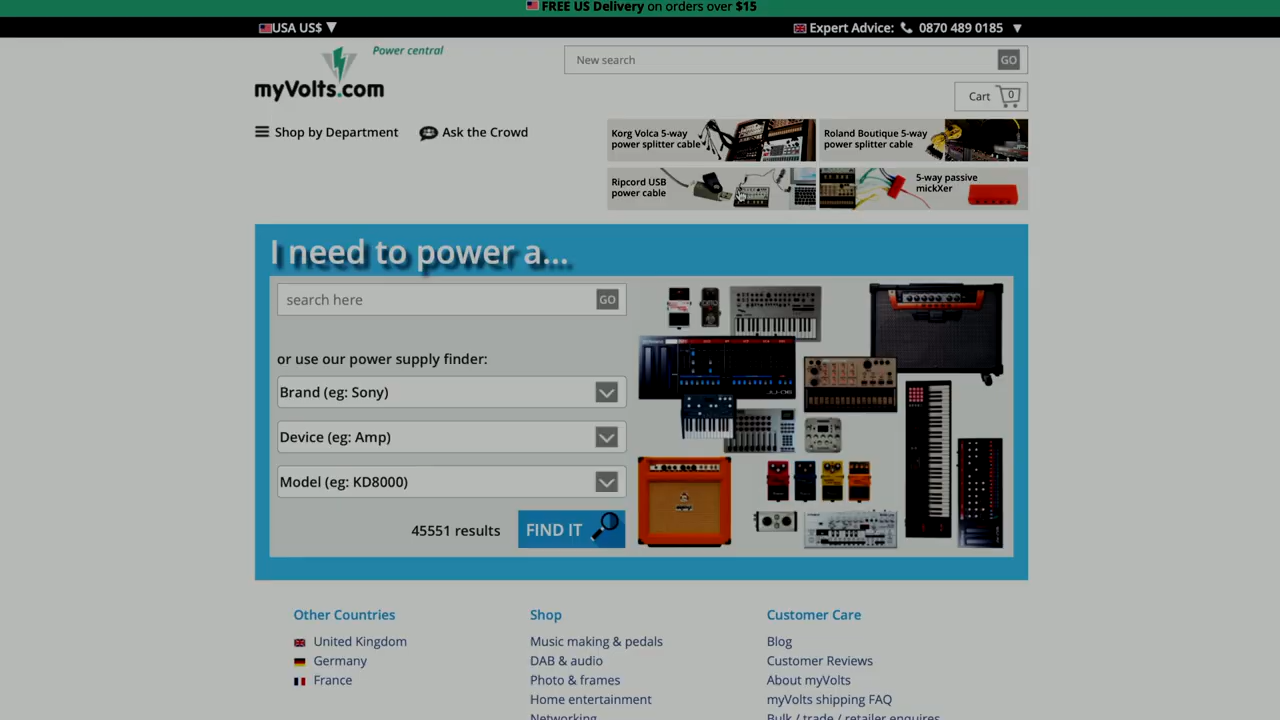 FREE US Delivery on orders over $15
USA US$ ▼
Expert Advice: 0870 489 0185 ▼
Power central
myVolts.com
New search
GO
Cart 0
Shop by Department
Ask the Crowd
Korg Volca 5-way
power splitter cable
Roland Boutique 5-way
power splitter cable
Ripcord USB
power cable
5-way passive
mickXer
I need to power a...
search here
GO
or use our power supply finder:
Brand (eg: Sony)
Device (eg: Amp)
Model (eg: KD8000)
45551 results
FIND IT
Other Countries
United Kingdom
Germany
France
Shop
Music making & pedals
DAB & audio
Photo & frames
Home entertainment
Networking
Customer Care
Blog
Customer Reviews
About myVolts
myVolts shipping FAQ
Bulk / trade / retailer enquires